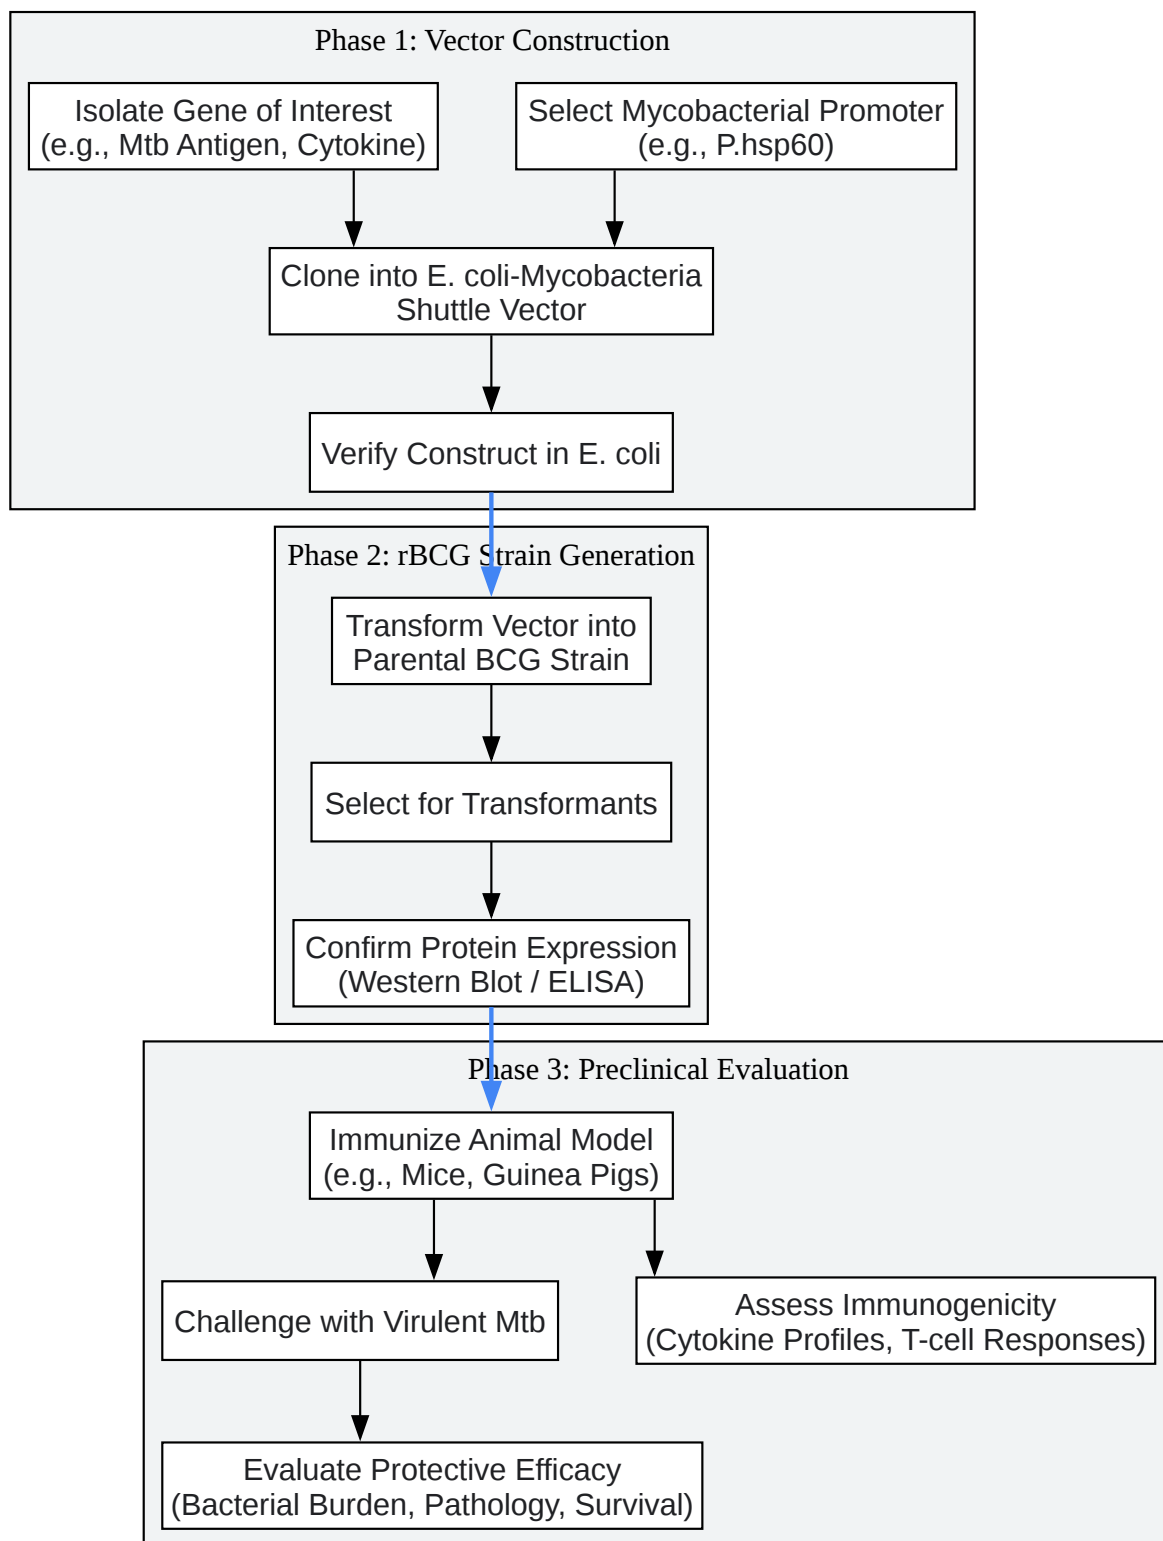 Phase 1: Vector Construction
Isolate Gene of Interest
(e.g., Mtb Antigen, Cytokine)
Select Mycobacterial Promoter
(e.g., P.hsp60)
Clone into E. coli-Mycobacteria
Shuttle Vector
Verify Construct in E. coli
Phase 2: rBCG Strain Generation
Transform Vector into
Parental BCG Strain
Select for Transformants
Confirm Protein Expression
(Western Blot / ELISA)
Phase 3: Preclinical Evaluation
Immunize Animal Model
(e.g., Mice, Guinea Pigs)
Challenge with Virulent Mtb
Assess Immunogenicity
(Cytokine Profiles, T-cell Responses)
Evaluate Protective Efficacy
(Bacterial Burden, Pathology, Survival)